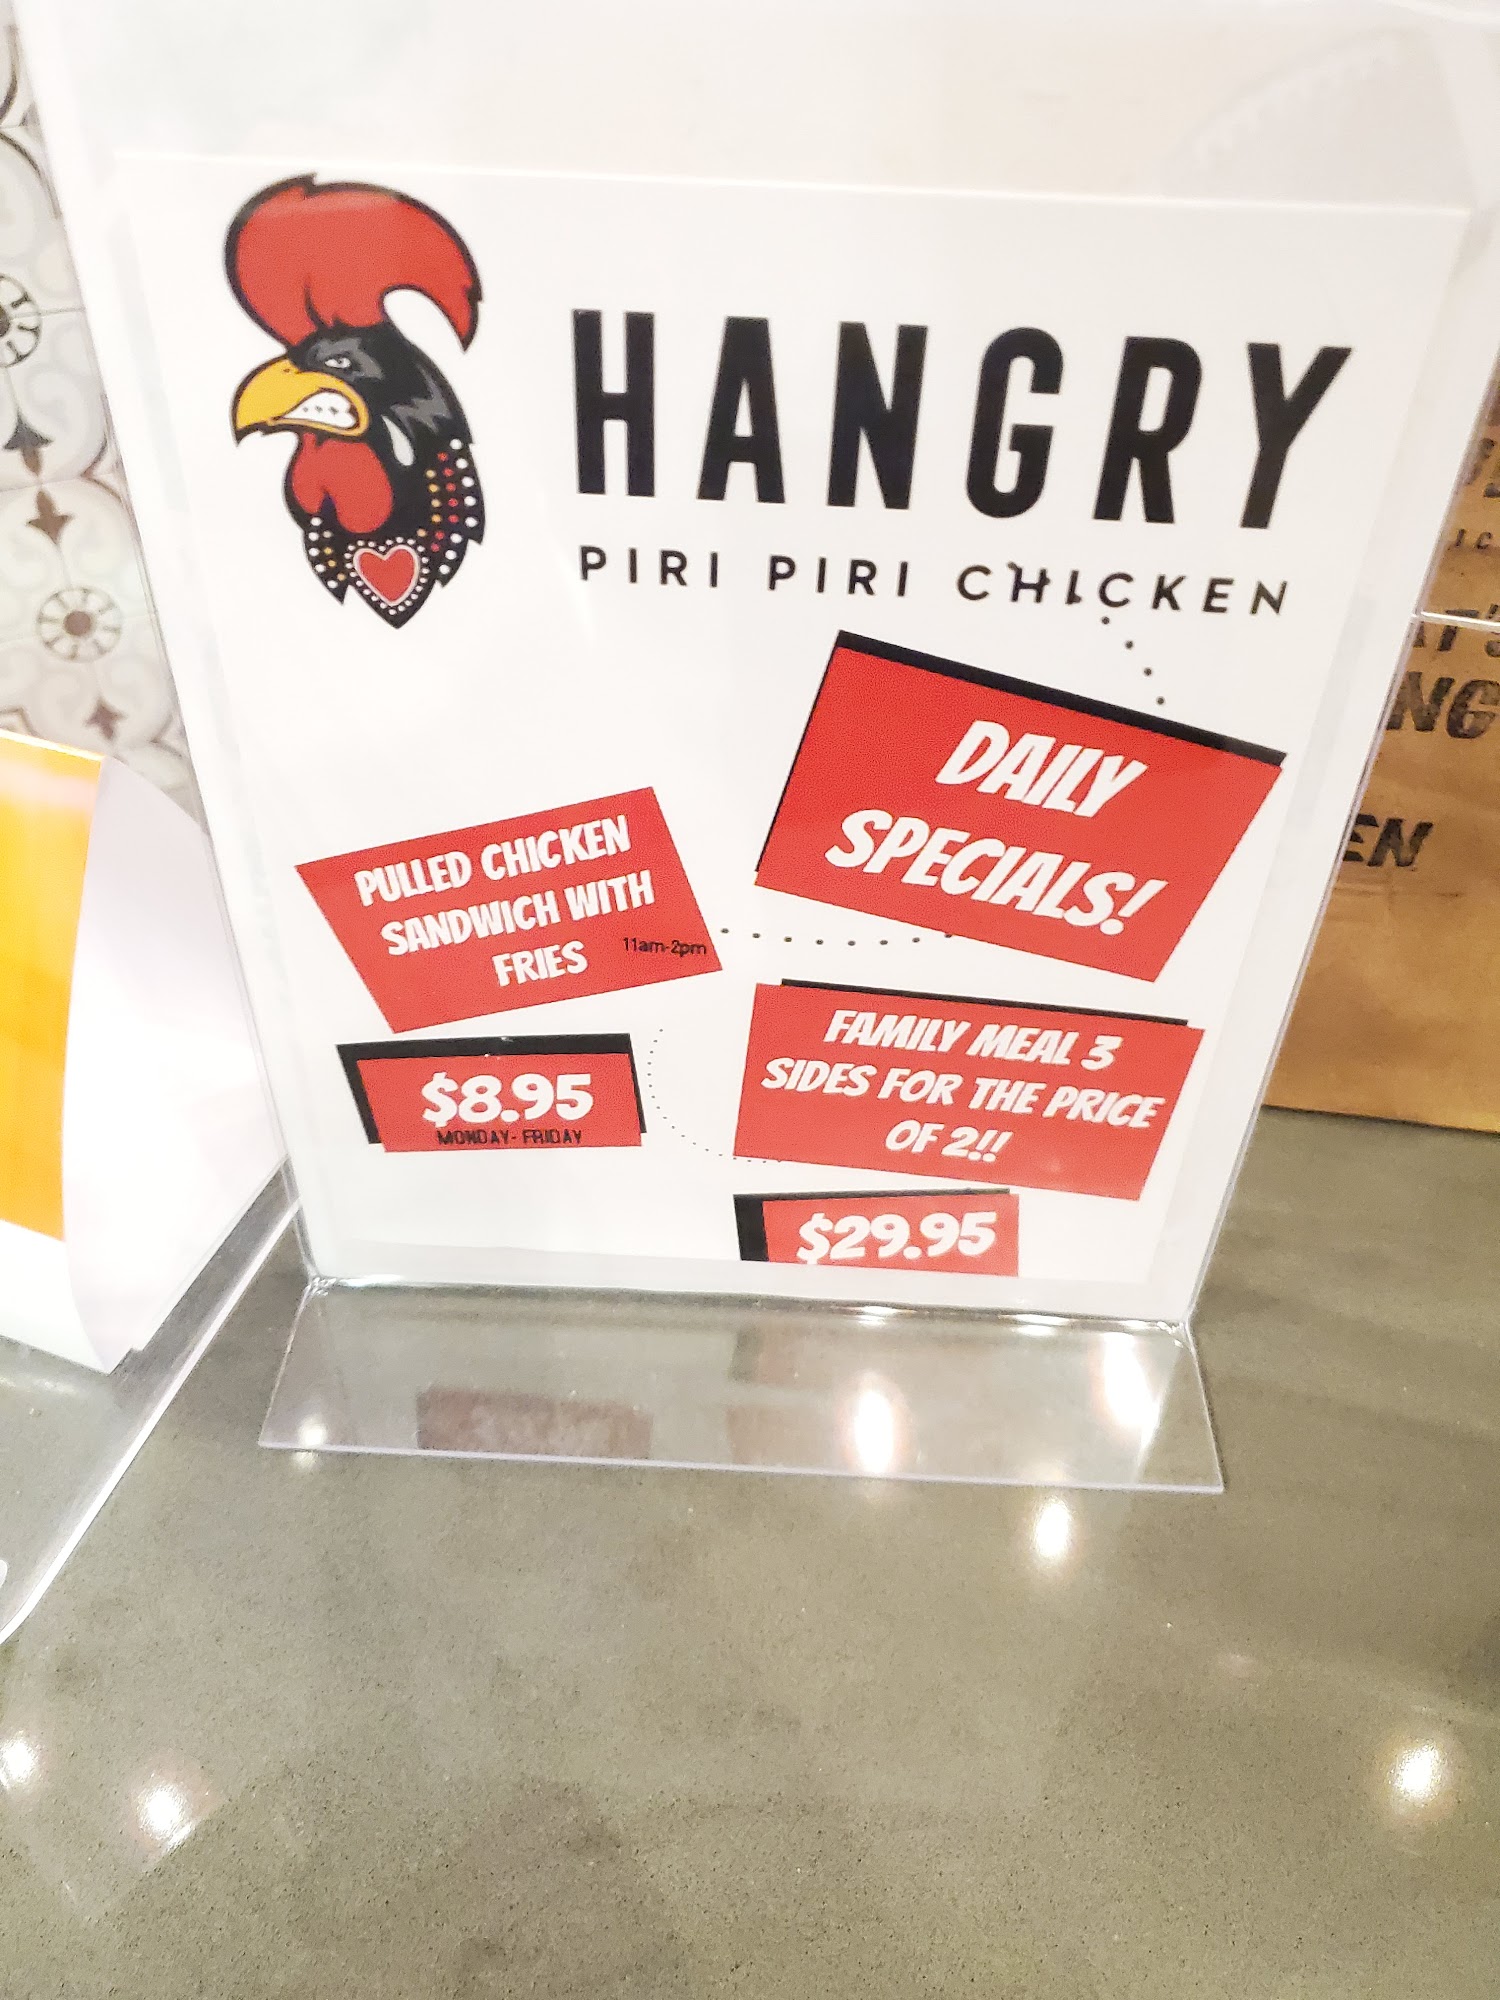 HANGRY
PIRI PIRI CHICKEN
DAILY
SPECIALS!
PULLED CHICKEN
SANDWICH WITH
FRIES
11am-2pm
$8.95
MONDAY- FRIDAY
FAMILY MEAL 3
SIDES FOR THE PRICE
OF 2!!
$29.95